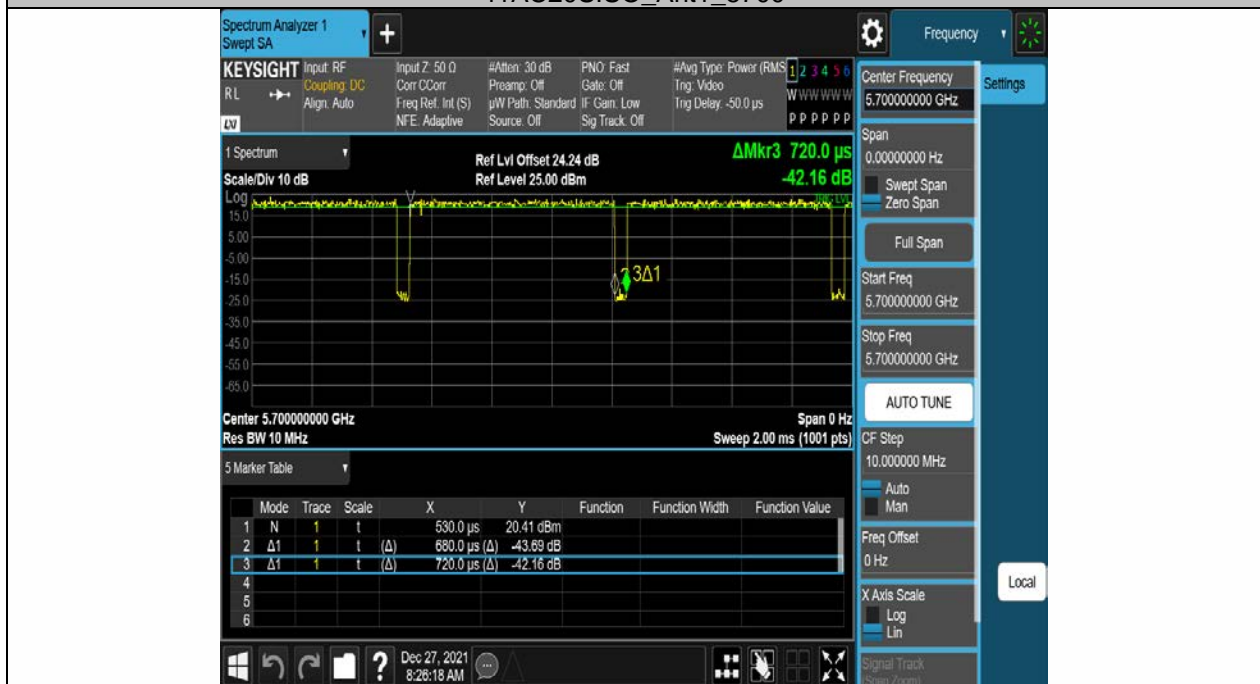 Spectrum Analyzer 1
Swept SA
+
Frequency
KEYSIGHT
RL
LXI
Input: RF
Coupling: DC
Align: Auto
Input Z: 50 Ω
Corr CCorr
Freq Ref: Int (S)
NFE: Adaptive
#Atten: 30 dB
Preamp: Off
µW Path: Standard
Source: Off
PNO: Fast
Gate: Off
IF Gain: Low
Sig Track: Off
#Avg Type: Power (RMS
Trig: Video
Trig Delay: -50.0 µs
1 2 3 4 5 6
W W W W W W
P P P P P P
Center Frequency
5.700000000 GHz
Settings
1 Spectrum
Scale/Div 10 dB
Ref Lvl Offset 24.24 dB
Ref Level 25.00 dBm
ΔMkr3 720.0 µs
-42.16 dB
Log
15.0
5.00
-5.00
-15.0
-25.0
-35.0
-45.0
-55.0
-65.0
3Δ1
Center 5.700000000 GHz
Res BW 10 MHz
Span 0 Hz
Sweep 2.00 ms (1001 pts)
Span
0.00000000 Hz
Swept Span
Zero Span
Full Span
Start Freq
5.700000000 GHz
Stop Freq
5.700000000 GHz
AUTO TUNE
CF Step
10.000000 MHz
Auto
Man
Freq Offset
0 Hz
X Axis Scale
Log
Lin
Signal Track
(Span Zoom)
Local
5 Marker Table
Mode Trace Scale X Y Function Function Width Function Value
1 N 1 t 530.0 µs 20.41 dBm
2 Δ1 1 t (Δ) 680.0 µs (Δ) -43.69 dB
3 Δ1 1 t (Δ) 720.0 µs (Δ) -42.16 dB
4
5
6
?
Dec 27, 2021
8:26:18 AM